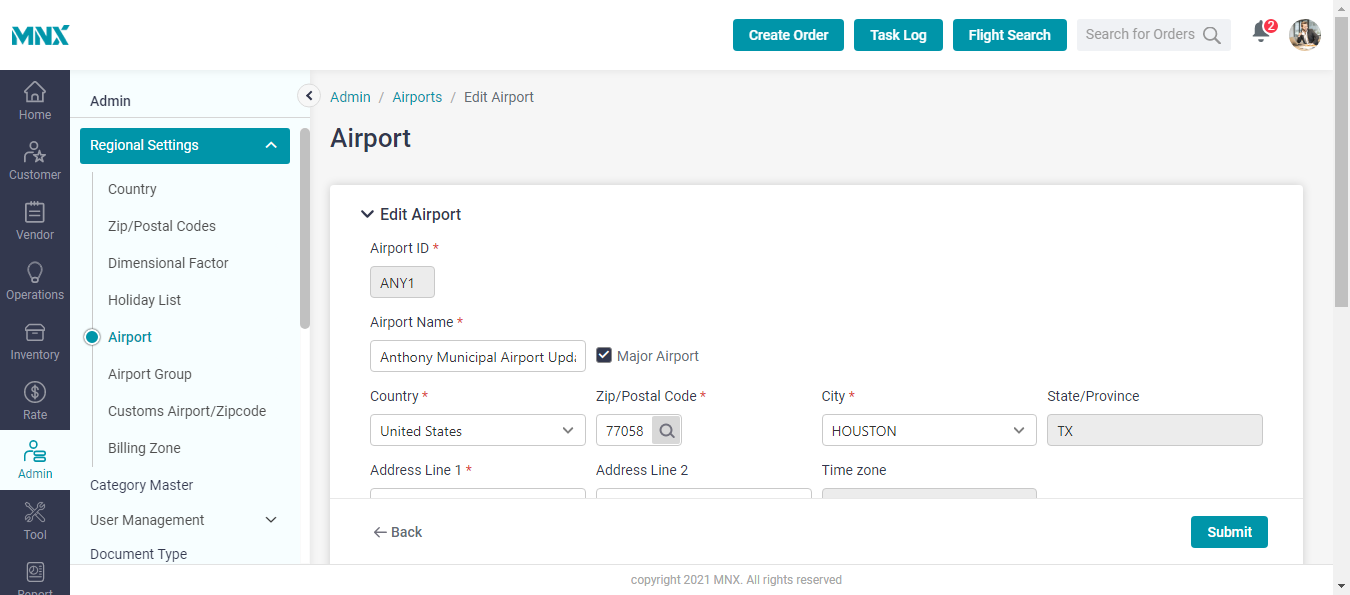 MNX
Create Order
Task Log
Flight Search
Search for Orders
2
Home
Customer
Vendor
Operations
Inventory
Rate
Admin
Tool
Report
Admin
Regional Settings
Country
Zip/Postal Codes
Dimensional Factor
Holiday List
Airport
Airport Group
Customs Airport/Zipcode
Billing Zone
Category Master
User Management
Document Type
Admin / Airports / Edit Airport
Airport
Edit Airport
Airport ID *
ANY1
Airport Name *
Anthony Municipal Airport Upda
Major Airport
Country * Zip/Postal Code * City * State/Province
United States 77058 HOUSTON TX
Address Line 1 * Address Line 2 Time zone
Back
Submit
copyright 2021 MNX. All rights reserved